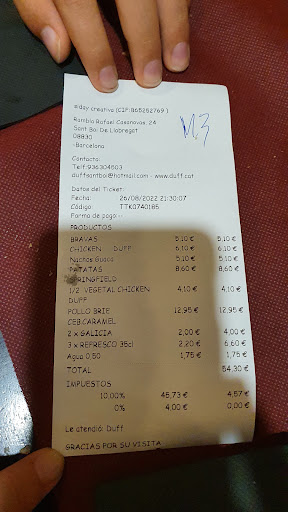 M3
#day creativa (CIF:B65252769 )
Rambla Rafael Casanovas, 24
Sant Boi De Llobregat
08830
-Barcelona
Contacto:
Telf:936304603
duffsantboi@hotmail.com - www.duff.cat
Datos del Ticket:
Fecha: 26/08/2022 21:30:07
Código: TTK0740165
Forma de pago:-
PRODUCTOS
BRAVAS 5,10 € 5,10 €
CHICKEN DUFF 6,10 € 6,10 €
Nachos Guaca 5,10 € 5,10 €
PATATAS 8,60 € 8,60 €
SPRINGFIELD
1/2 VEGETAL CHICKEN 4,10 € 4,10 €
DUFF
POLLO BRIE 12,95 € 12,95 €
CEB.CARAMEL
2 x GALICIA 2,00 € 4,00 €
3 x REFRESCO 35cl 2,20 € 6,60 €
Agua 0,50 1,75 € 1,75 €
TOTAL 54,30 €
IMPUESTOS
10,00% 45,73 € 4,57 €
0% 4,00 € 0,00 €
Le atendió: Duff
GRACIAS POR SU VISITA